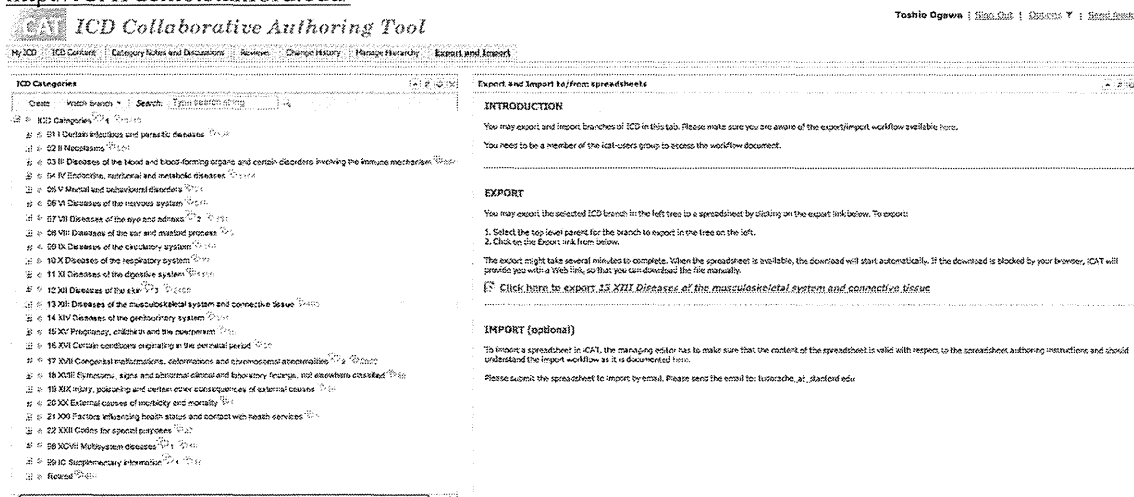 iCAT ICD Collaborative Authoring Tool
Toshio Ogawa | Sign Out | Options ▼ |
My ICD ICD Content Category Notes and Discussions Reviews Change History Manage Hierarchy Export and Import
ICD Categories
Create Watch Branch ▼ Search: Type search string
ICD Categories
01 I Certain infectious and parasitic diseases
02 II Neoplasms
03 III Diseases of the blood and blood-forming organs and certain disorders involving the immune mechanism
04 IV Endocrine, nutritional and metabolic diseases
05 V Mental and behavioural disorders
06 VI Diseases of the nervous system
07 VII Diseases of the eye and adnexa
08 VIII Diseases of the ear and mastoid process
09 IX Diseases of the circulatory system
10 X Diseases of the respiratory system
11 XI Diseases of the digestive system
12 XII Diseases of the skin
13 XIII Diseases of the musculoskeletal system and connective tissue
14 XIV Diseases of the genitourinary system
15 XV Pregnancy, childbirth and the puerperium
16 XVI Certain conditions originating in the perinatal period
17 XVII Congenital malformations, deformations and chromosomal abnormalities
18 XVIII Symptoms, signs and abnormal clinical and laboratory findings, not elsewhere classified
19 XIX Injury, poisoning and certain other consequences of external causes
20 XX External causes of morbidity and mortality
21 XXI Factors influencing health status and contact with health services
22 XXII Codes for special purposes
98 XCVIII Multisystem diseases
99 IC Supplementary information
Retired
Export and Import to/from spreadsheets
INTRODUCTION
You may export and import branches of ICD in this tab. Please make sure you are aware of the export/import workflow available here.
You need to be a member of the icat-users group to access the workflow document.
EXPORT
You may export the selected ICD branch in the left tree to a spreadsheet by clicking on the export link below. To export:
1. Select the top level parent for the branch to export in the tree on the left.
2. Click on the Export link from below.
The export might take several minutes to complete. When the spreadsheet is available, the download will start automatically. If the download is blocked by your browser, iCAT will
provide you with a Web link, so that you can download the file manually.
Click here to export 13 XIII Diseases of the musculoskeletal system and connective tissue
IMPORT (optional)
To import a spreadsheet in iCAT, the managing editor has to make sure that the content of the spreadsheet is valid with respect to the spreadsheet authoring instructions and should
understand the import workflow as it is documented here.
Please submit the spreadsheet to import by email. Please send the email to: tudorache_at_stanford.edu